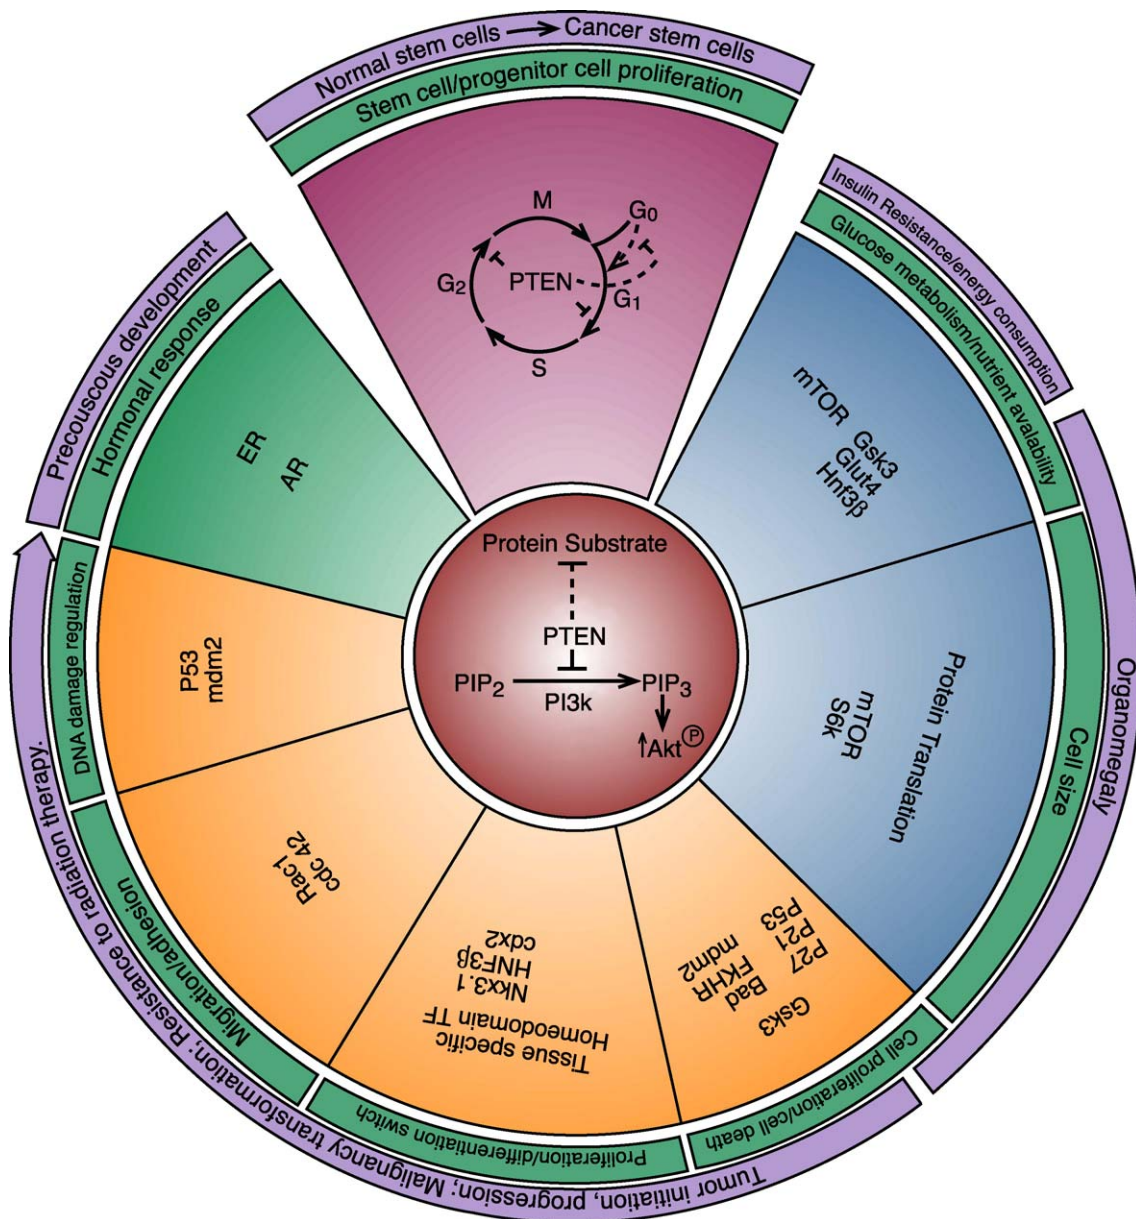 Normal stem cells → Cancer stem cells
Stem cell/progenitor cell proliferation
M
G0
G1
S
G2
PTEN
Insulin Resistance/energy consumption
Glucose metabolism/nutrient avalability
mTOR Gsk3
Glut4
Hnf3β
Organomegaly
Cell size
Protein Translation
mTOR
S6k
Cell proliferation/cell death
P53
P21
P27
mdm2
FKHR
Bad
Gsk3
Tumor initiation, progression; Malignancy transformation; Resistance to radiation therapy.
Proliferation/differentiation switch
Tissue specific
Homeodomain TF
Nkx3.1
HNF3β
cdx2
Migration/adhesion
Rac1
cdc 42
DNA damage regulation
P53
mdm2
Precouscous development
Hormonal response
ER
AR
Protein Substrate
PTEN
PIP2 → PIP3
PI3k
↑Akt P